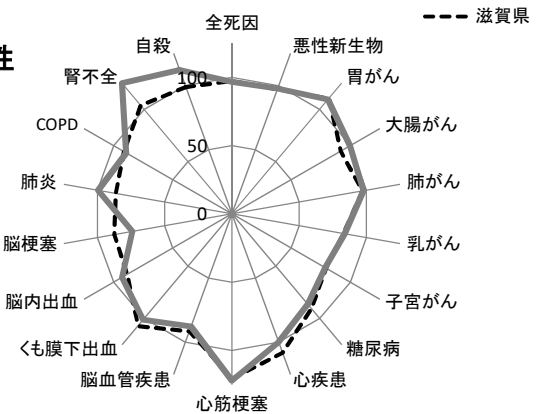 滋賀県
性
全死因
悪性新生物
胃がん
大腸がん
肺がん
乳がん
子宮がん
糖尿病
心疾患
心筋梗塞
脳血管疾患
くも膜下出血
脳内出血
脳梗塞
肺炎
COPD
腎不全
自殺
100
50
0